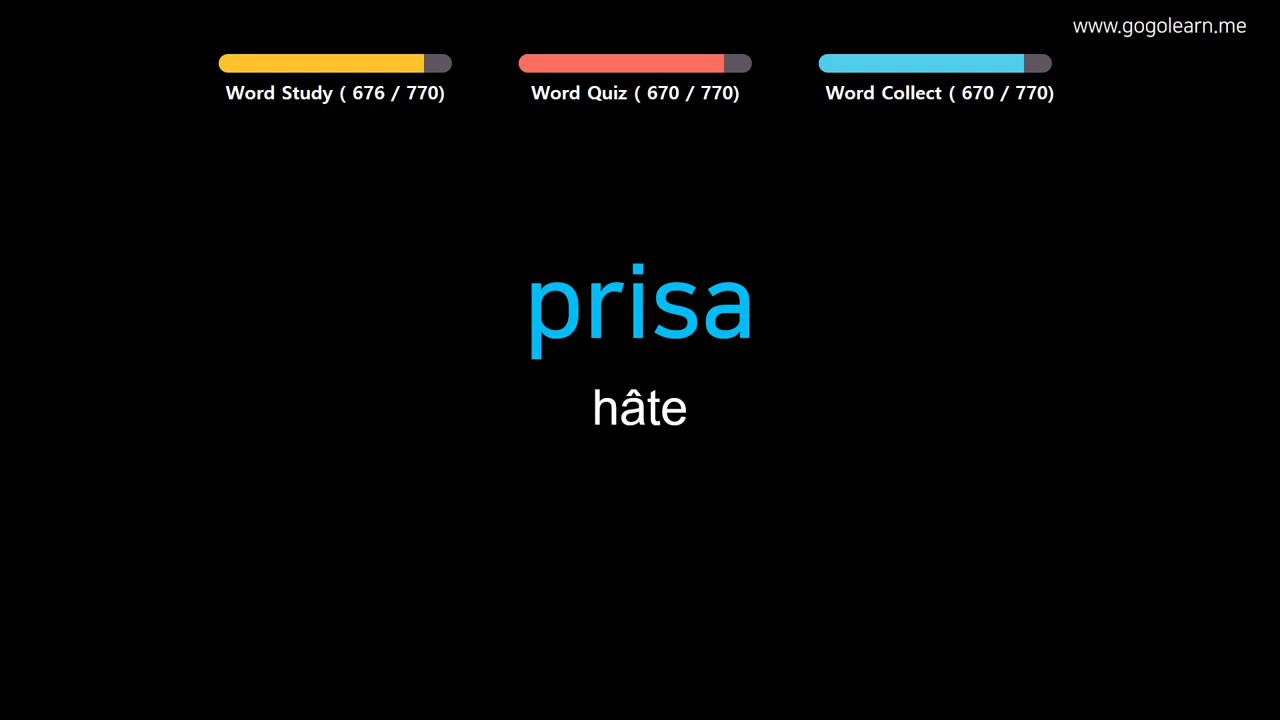 www.gogolearn.me
Word Study ( 676 / 770)
Word Quiz ( 670 / 770)
Word Collect ( 670 / 770)
prisa
hâte